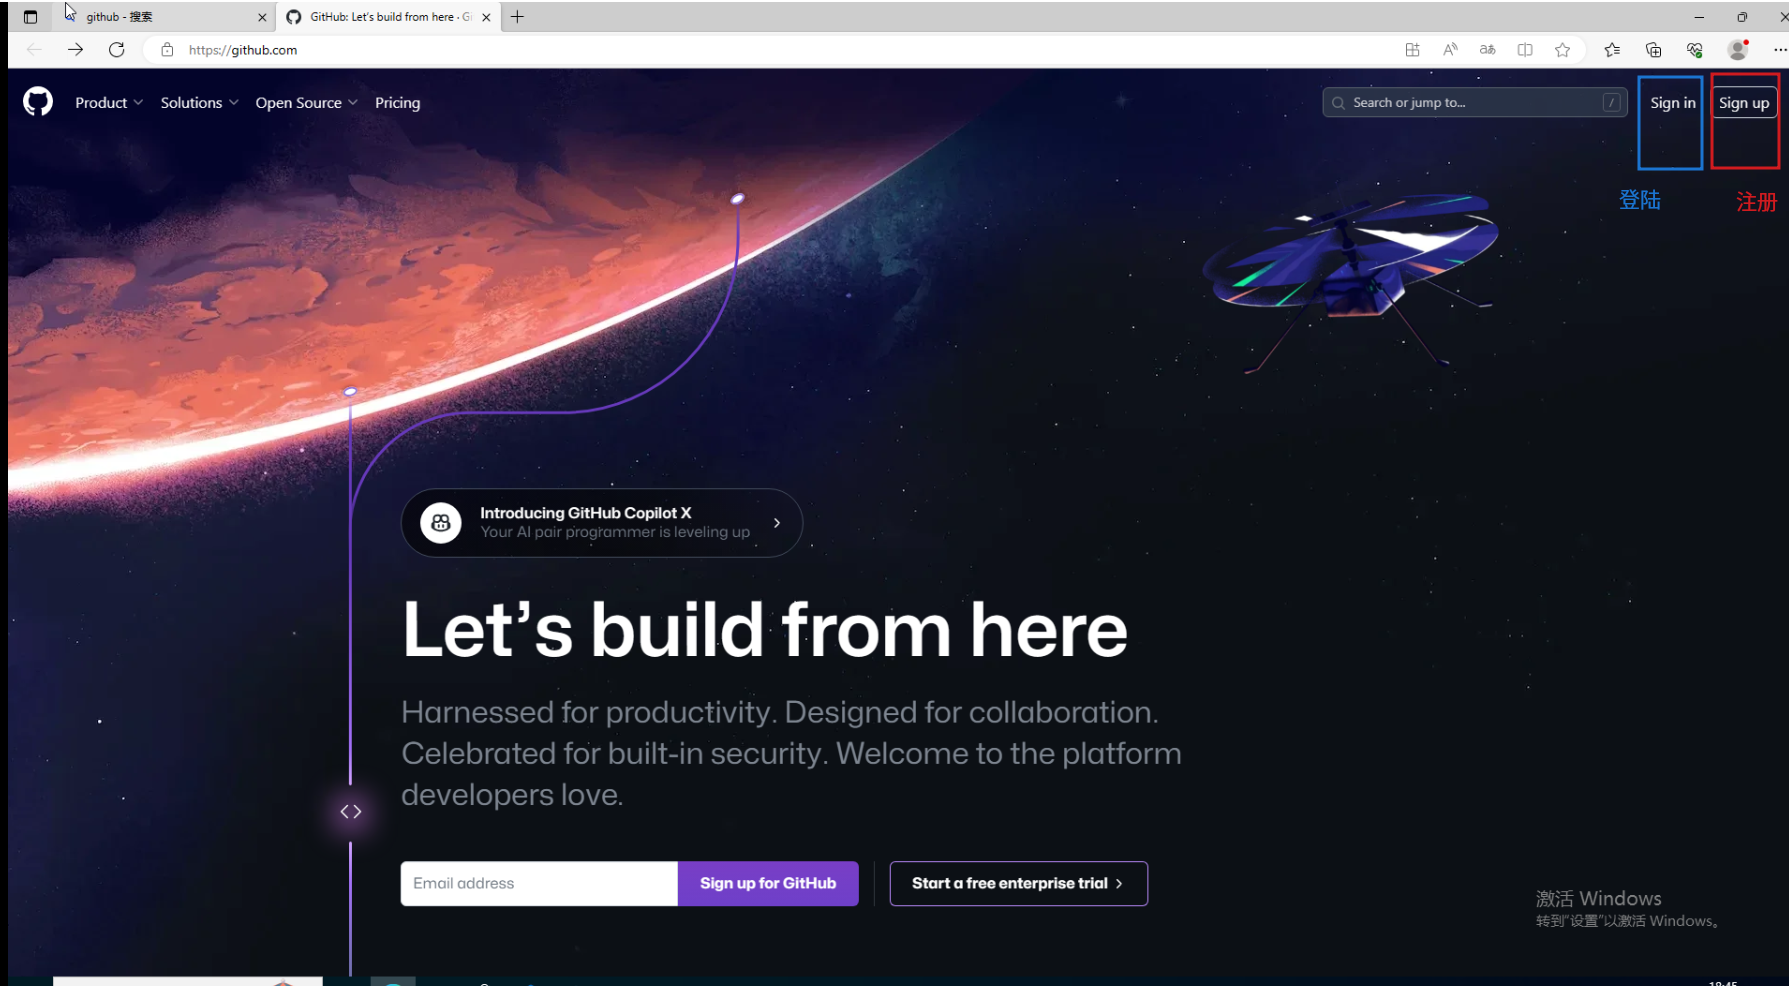 github - 搜索
GitHub: Let's build from here · Gi
https://github.com
Product
Solutions
Open Source
Pricing
Search or jump to...
/
Sign in
Sign up
登陆
注册
Introducing GitHub Copilot X
Your AI pair programmer is leveling up
Let's build from here
Harnessed for productivity. Designed for collaboration.
Celebrated for built-in security. Welcome to the platform
developers love.
Email address
Sign up for GitHub
Start a free enterprise trial
激活 Windows
转到"设置"以激活 Windows。